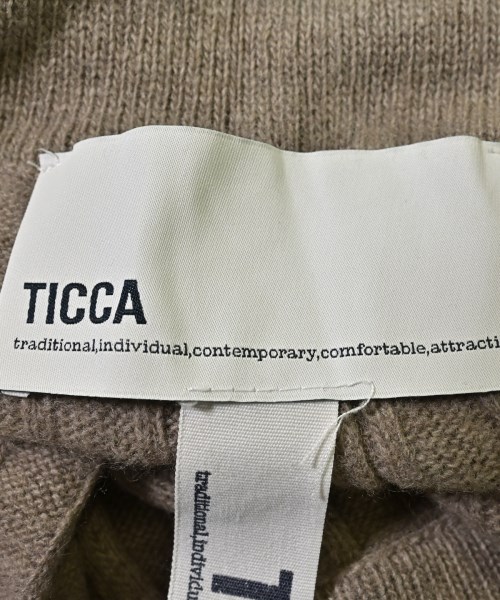 TICCA
traditional,individual,contemporary,comfortable,attracti
traditional,individu
T